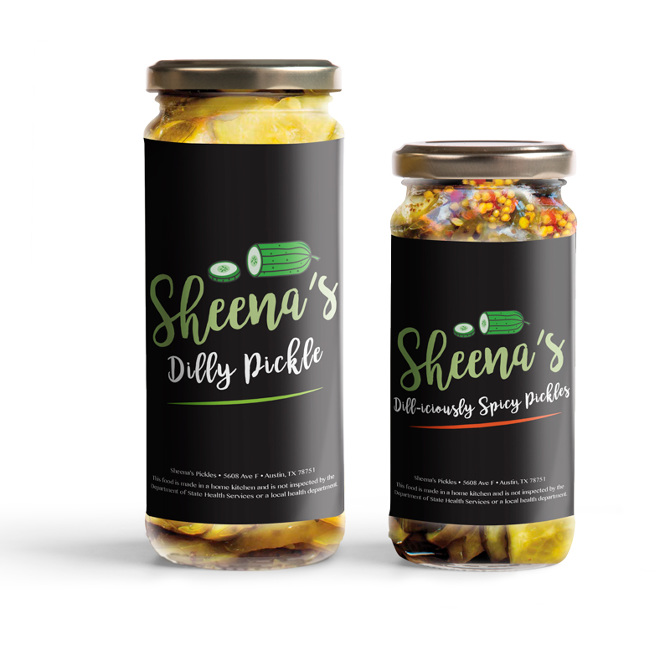 Sheena's
Dilly Pickle
Sheena's Pickles • 5608 Ave F • Austin, TX 78751
This food is made in a home kitchen and is not inspected by the
Department of State Health Services or a local health department.
Sheena's
Dill-iciously Spicy Pickles
Sheena's Pickles • 5608 Ave F • Austin, TX 78751
This food is made in a home kitchen and is not inspected by the
Department of State Health Services or a local health department.